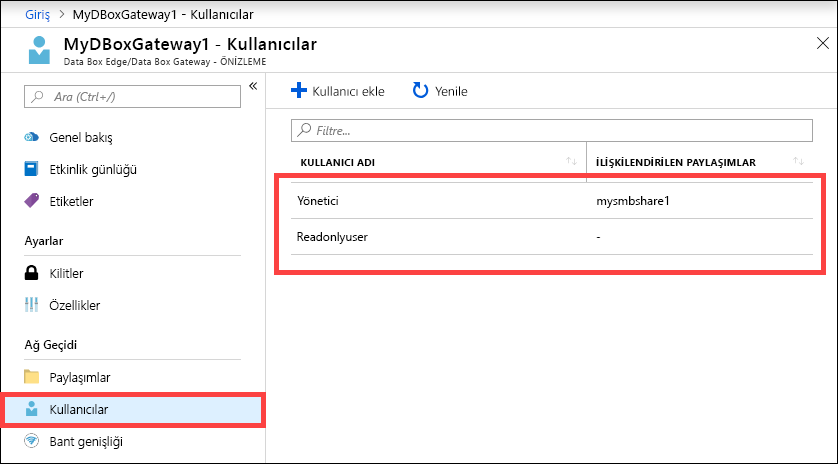 Giriş > MyDBoxGateway1 - Kullanıcılar
MyDBoxGateway1 - Kullanıcılar
Data Box Edge/Data Box Gateway - ÖNİZLEME
Ara (Ctrl+/)
Genel bakış
Etkinlik günlüğü
Etiketler
Ayarlar
Kilitler
Özellikler
Ağ Geçidi
Paylaşımlar
Kullanıcılar
Bant genişliği
Kullanıcı ekle Yenile
Filtre...
KULLANICI ADI İLİŞKİLENDİRİLEN PAYLAŞIMLAR
Yönetici mysmbshare1
Readonlyuser -